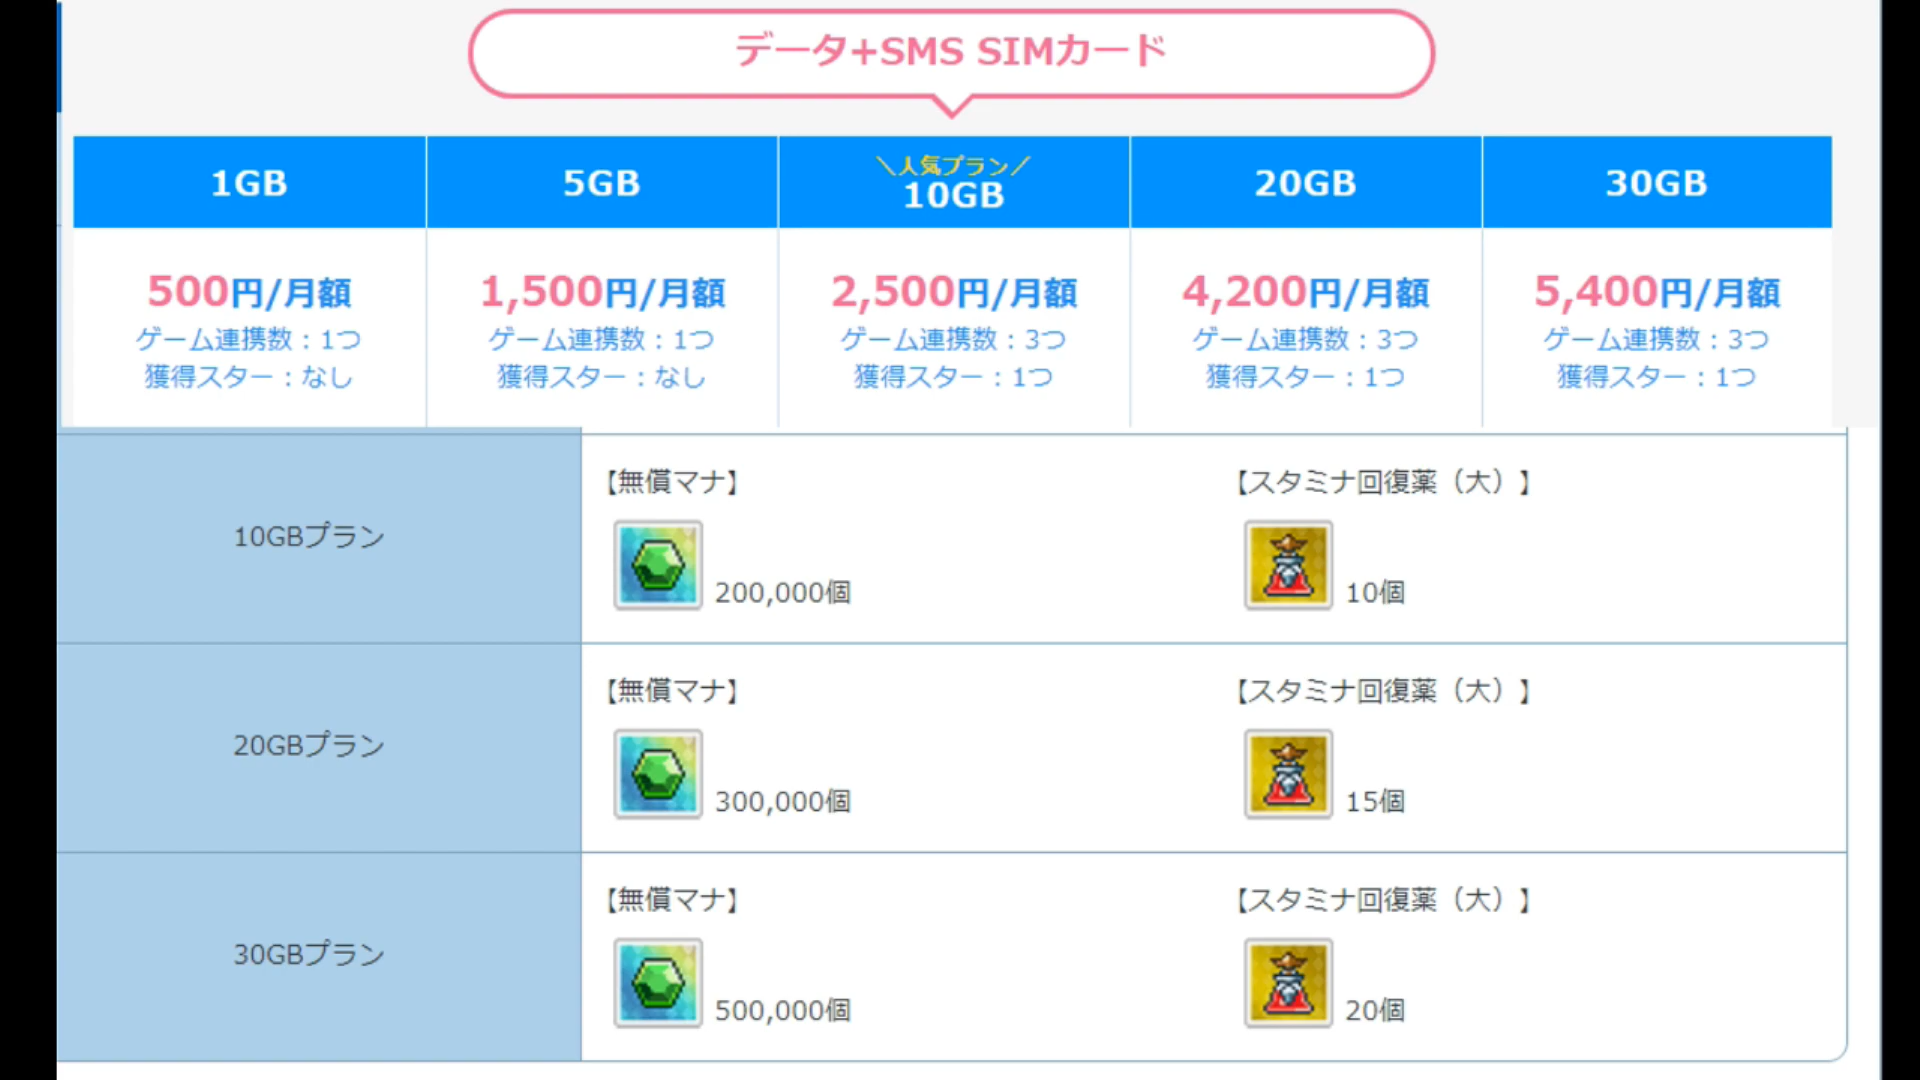 データ+SMS SIMカード
1GB
5GB
＼人気プラン／
10GB
20GB
30GB
500円/月額
ゲーム連携数：1つ
獲得スター：なし
1,500円/月額
ゲーム連携数：1つ
獲得スター：なし
2,500円/月額
ゲーム連携数：3つ
獲得スター：1つ
4,200円/月額
ゲーム連携数：3つ
獲得スター：1つ
5,400円/月額
ゲーム連携数：3つ
獲得スター：1つ
10GBプラン
【無償マナ】
200,000個
【スタミナ回復薬（大）】
10個
20GBプラン
【無償マナ】
300,000個
【スタミナ回復薬（大）】
15個
30GBプラン
【無償マナ】
500,000個
【スタミナ回復薬（大）】
20個